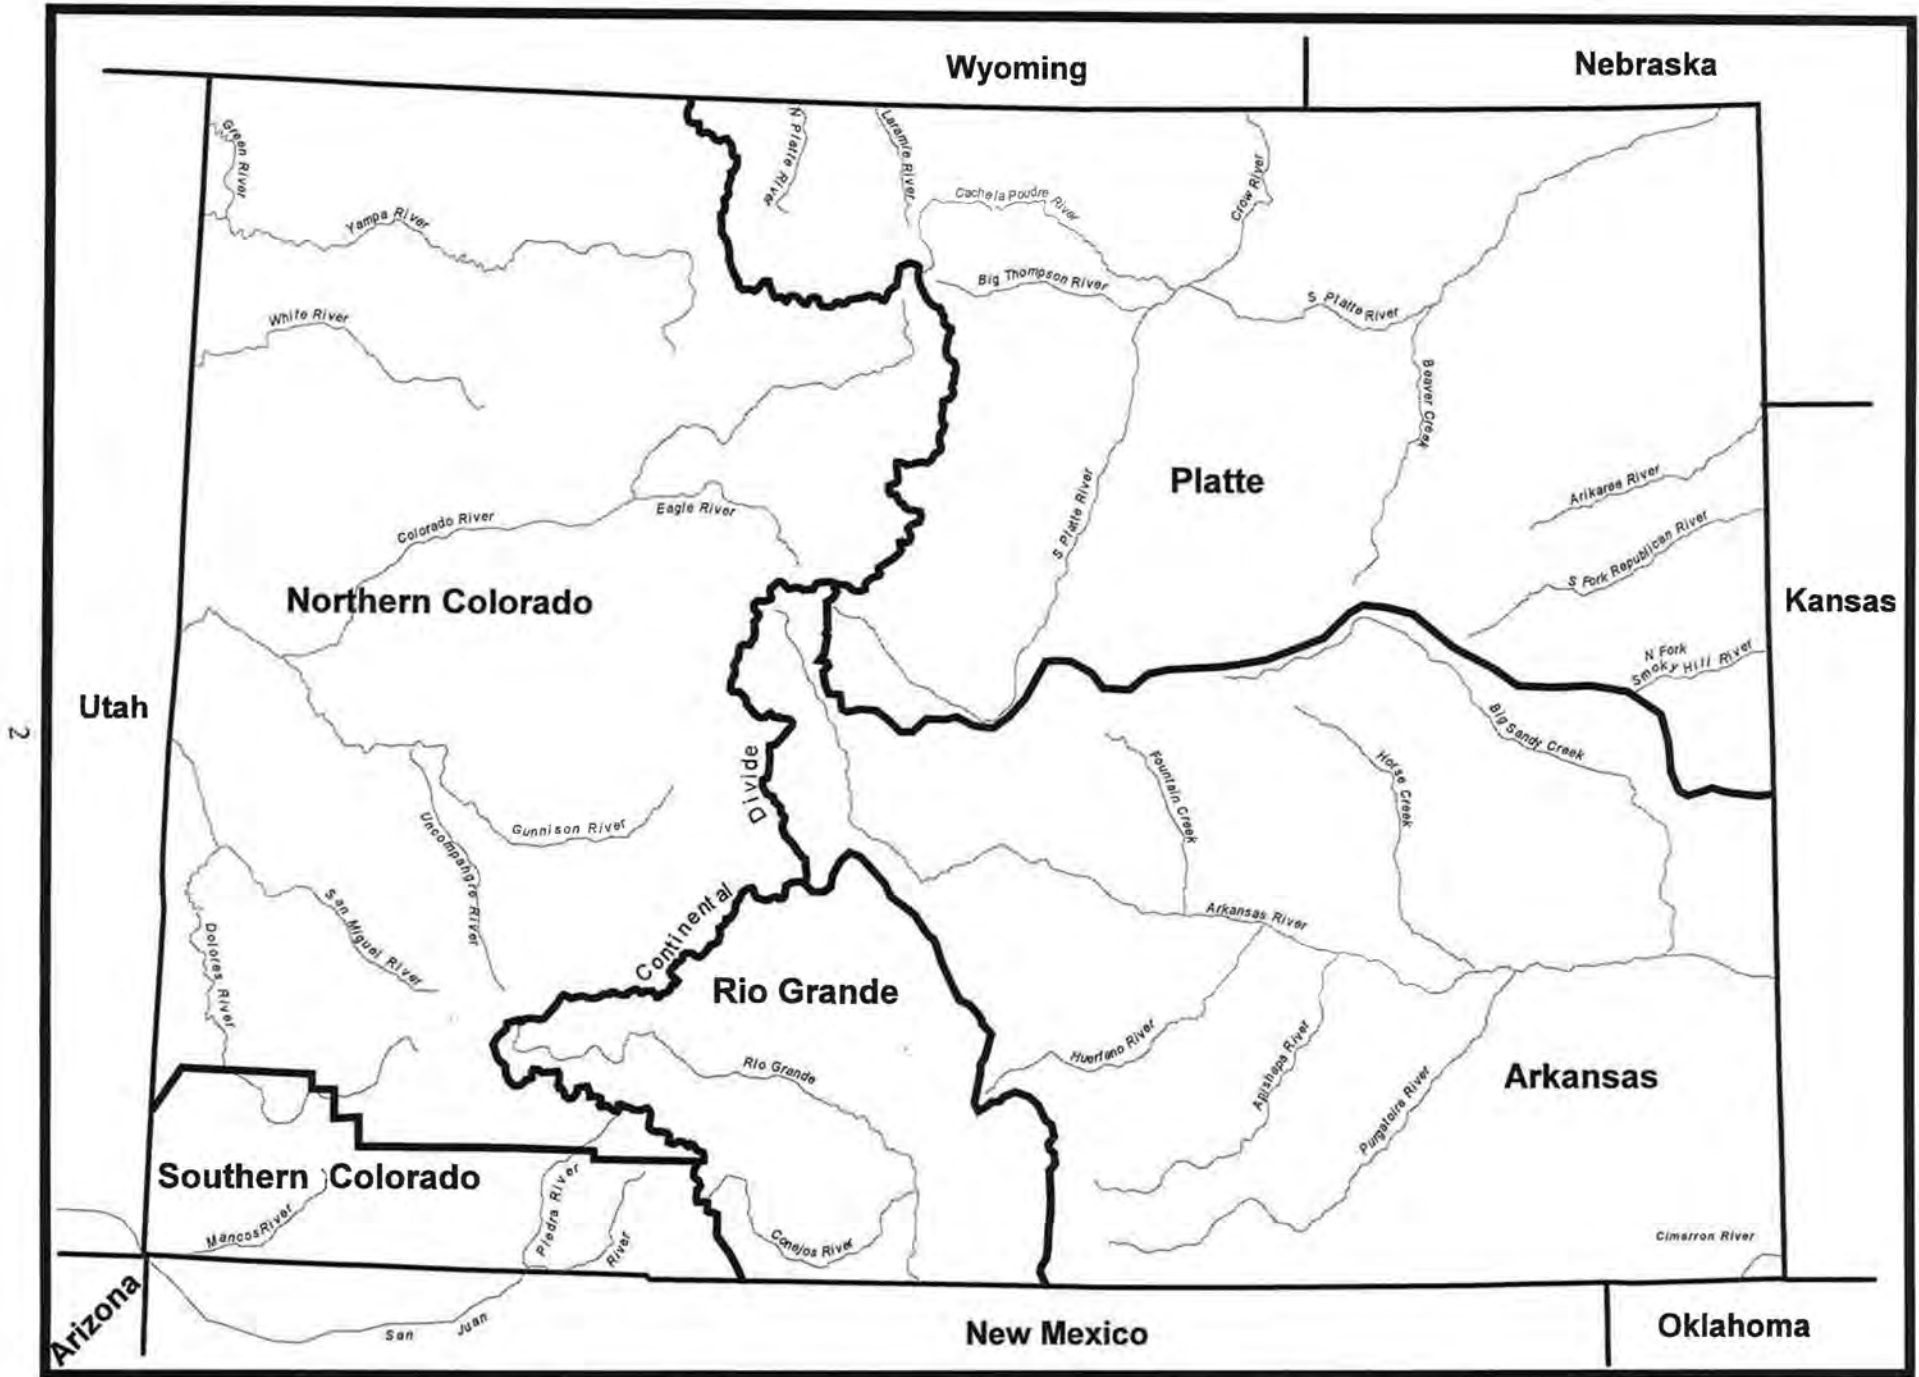 Wyoming
Nebraska
Green River
N Platte River
Laramie River
Cache la Poudre River
Crow River
Yampa River
Big Thompson River
S Platte River
White River
Beaver Creek
Platte
Arikaree River
S Platte River
Eagle River
Colorado River
S Fork Republican River
Northern Colorado
Kansas
N Fork
Smoky Hill River
Utah
2
Big Sandy Creek
Divide
Fountain Creek
Horse Creek
Gunnison River
Uncompahgre River
Continental
San Miguel River
Arkansas River
Dolores River
Rio Grande
Huerfano River
Rio Grande
Apishapa River
Arkansas
Purgatoire River
Southern Colorado
Mancos River
Piedra River
River
Conejos River
Cimarron River
Arizona
San Juan
New Mexico
Oklahoma